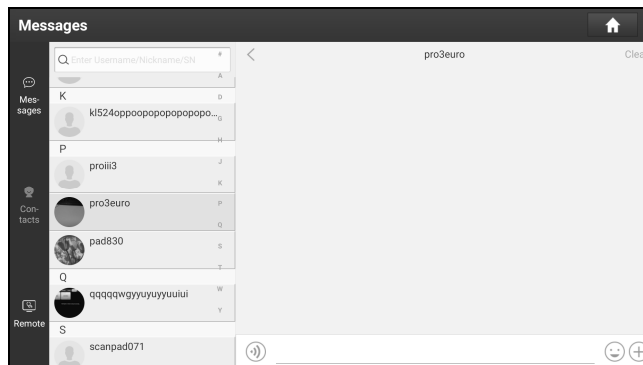 Messages
Enter Username/Nickname/SN
pro3euro
Clea
Mes-
sages
Con-
tacts
Remote
K
kl524oppoopopopopopopo...
P
proiii3
pro3euro
pad830
Q
qqqqqwgyyuyuyyuuiui
S
scanpad071
#
A
D
G
H
J
K
P
Q
S
T
W
Y